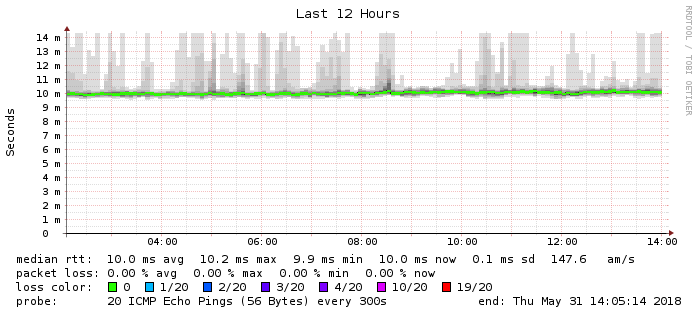 Last 12 Hours
RRDTOOL / TOBI OETIKER
Seconds
14 m
13 m
12 m
11 m
10 m
9 m
8 m
7 m
6 m
5 m
4 m
3 m
2 m
1 m
0
04:00 06:00 08:00 10:00 12:00 14:00
median rtt: 10.0 ms avg 10.2 ms max 9.9 ms min 10.0 ms now 0.1 ms sd 147.6 am/s
packet loss: 0.00 % avg 0.00 % max 0.00 % min 0.00 % now
loss color: 0 1/20 2/20 3/20 4/20 10/20 19/20
probe: 20 ICMP Echo Pings (56 Bytes) every 300s end: Thu May 31 14:05:14 2018